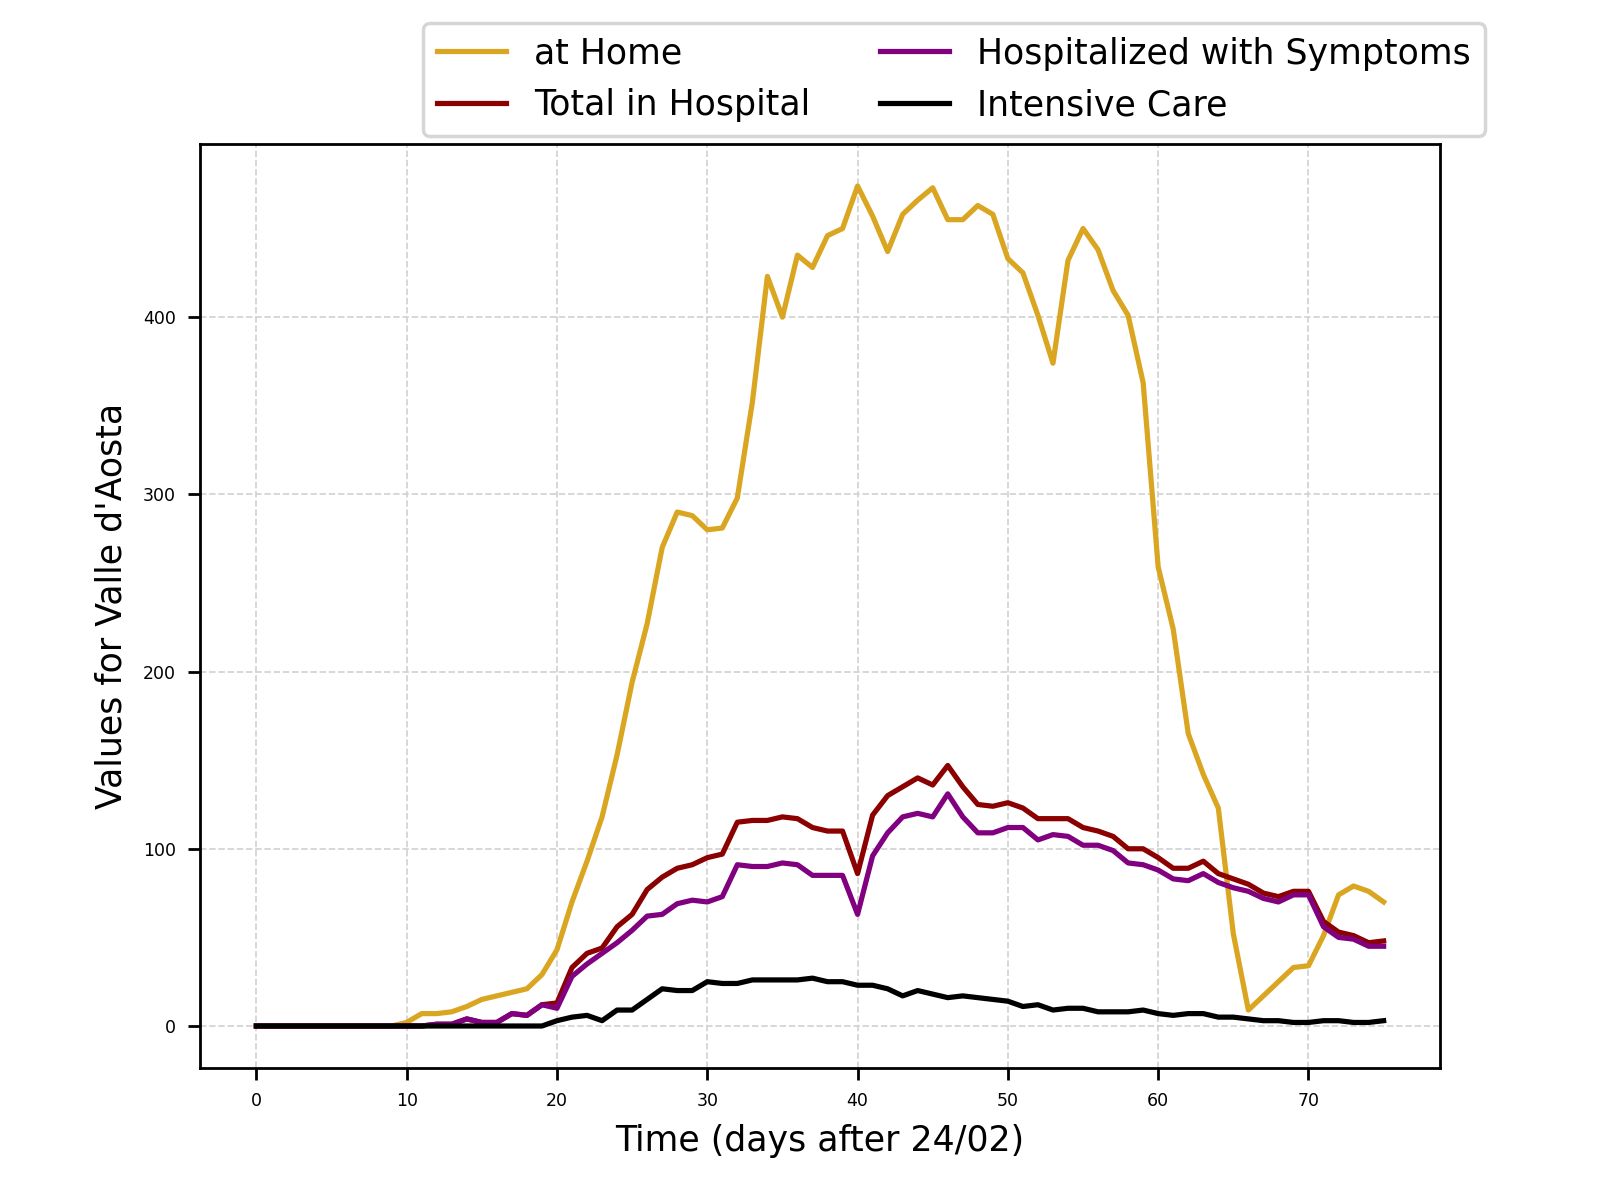 at Home
Total in Hospital
Hospitalized with Symptoms
Intensive Care
Values for Valle d'Aosta
400
300
200
100
0
0 10 20 30 40 50 60 70
Time (days after 24/02)